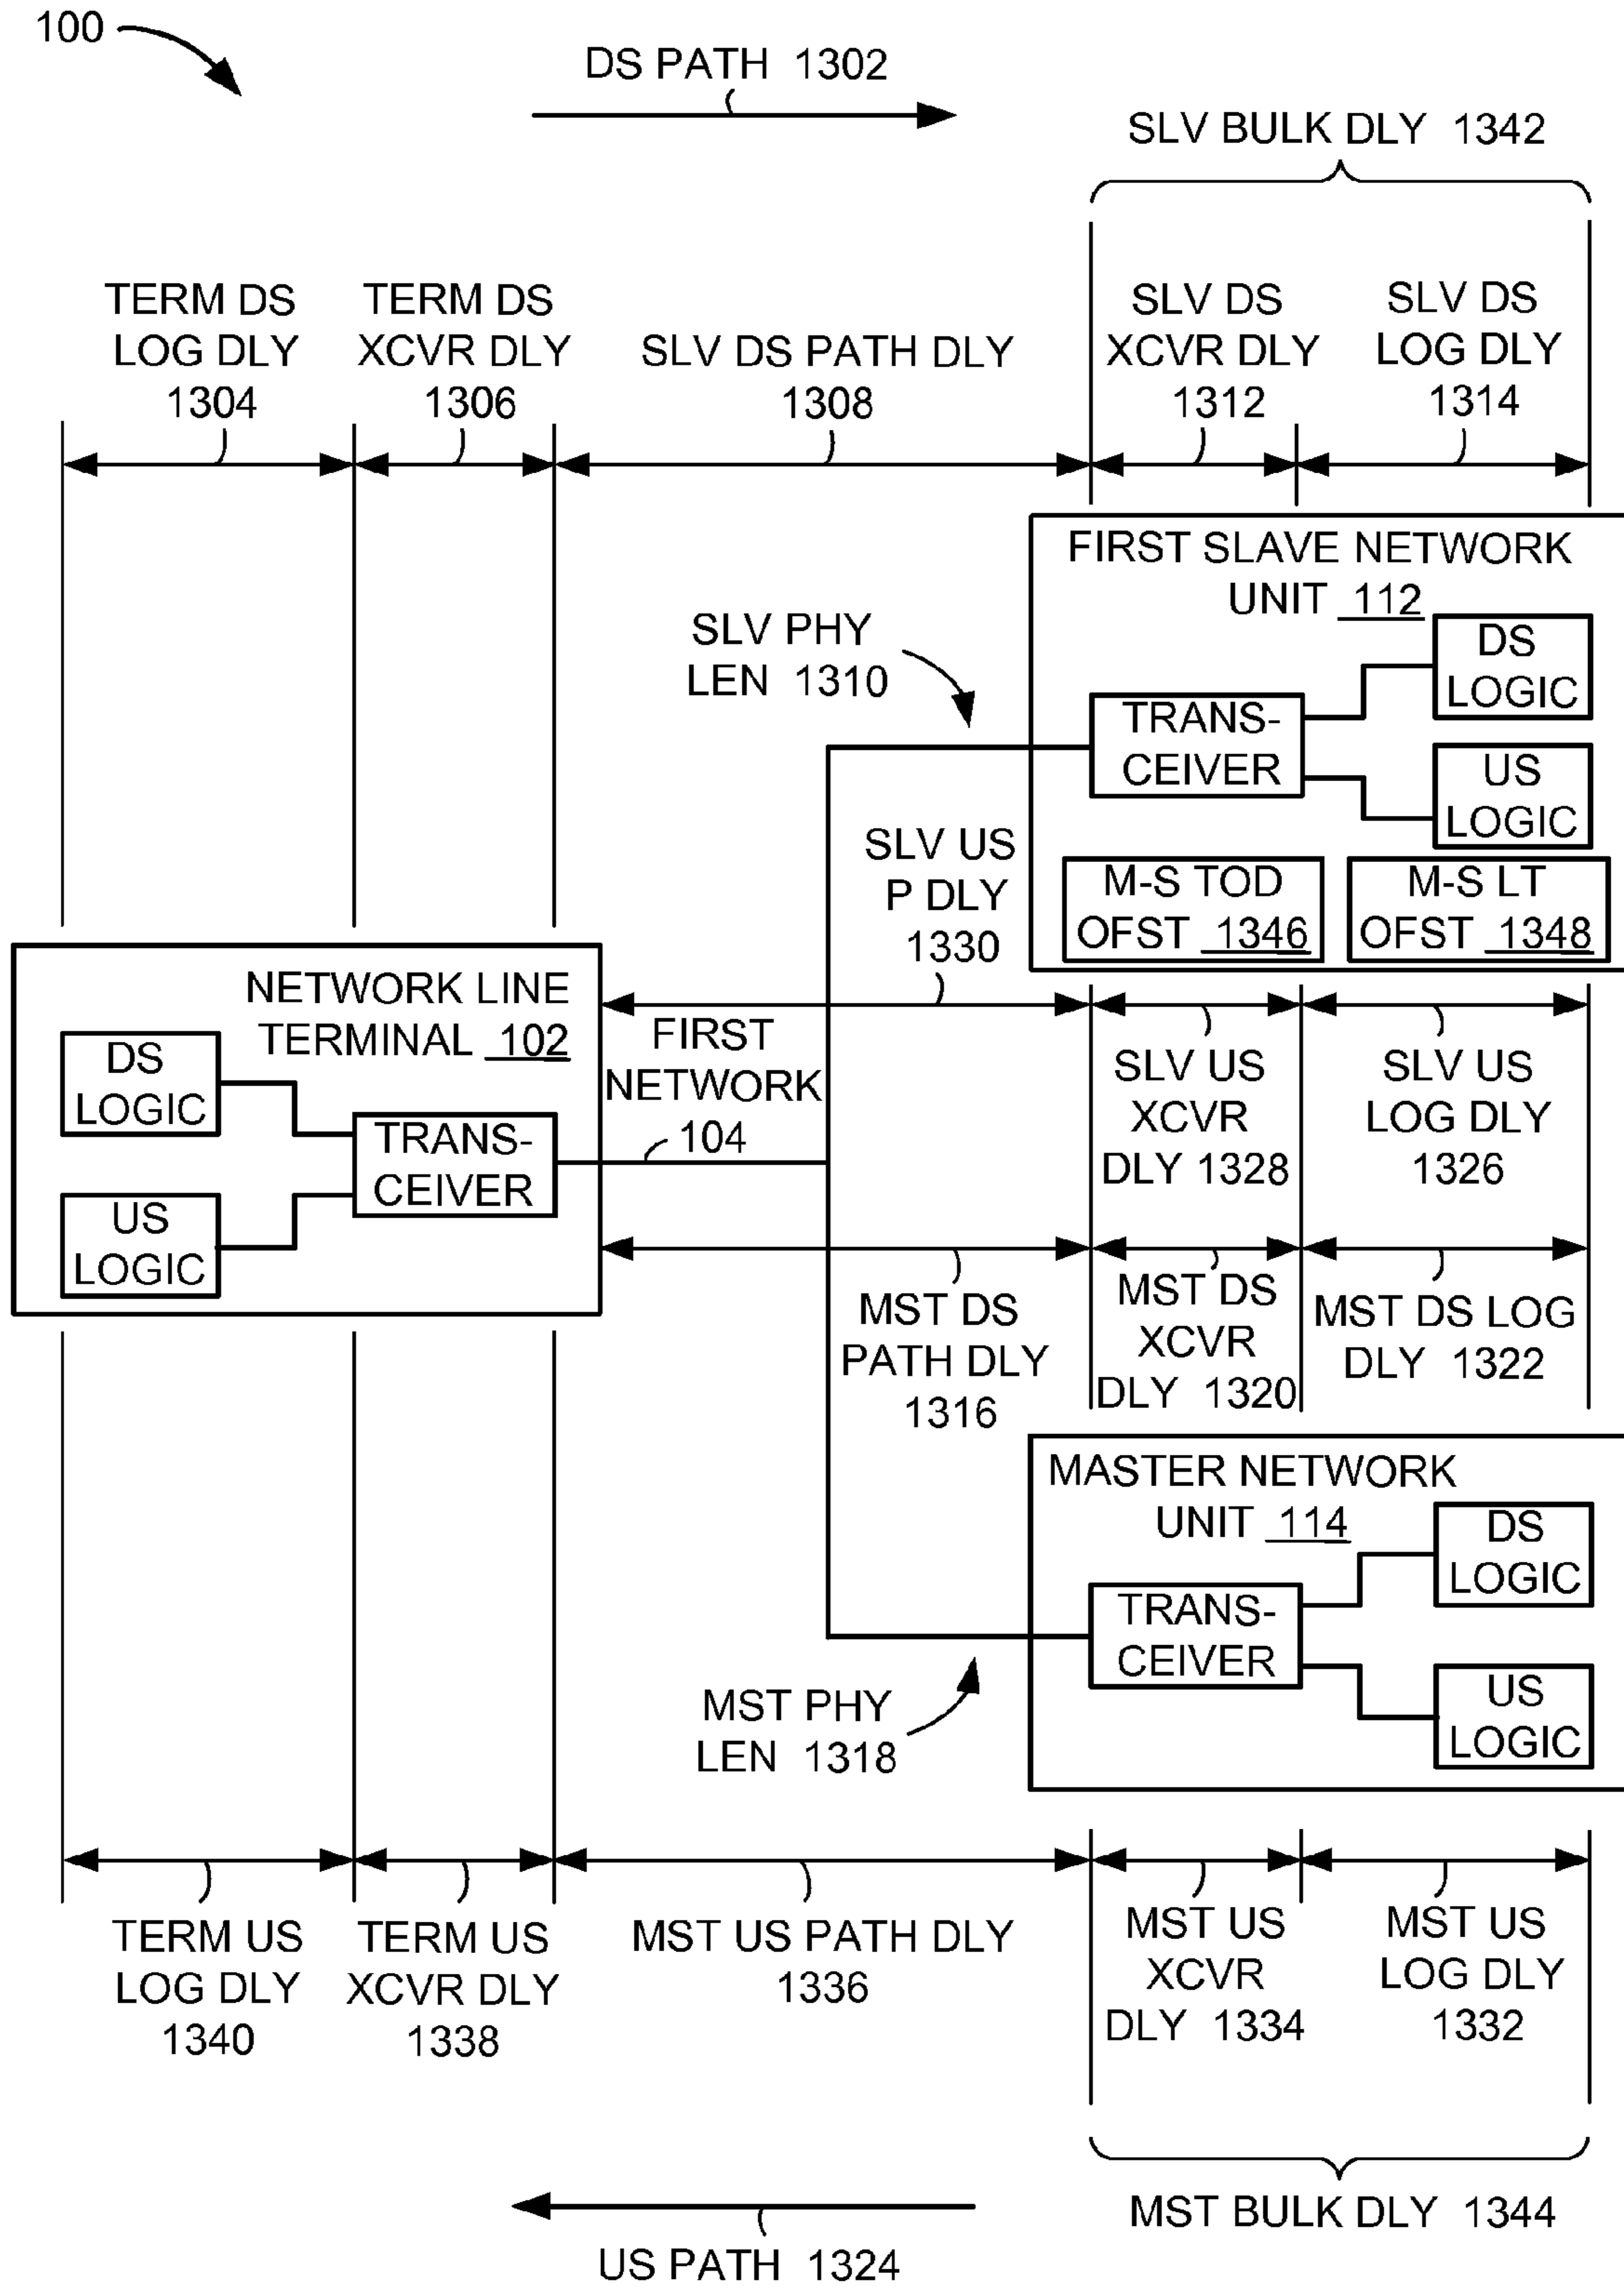 100
DS PATH 1302
SLV BULK DLY 1342
TERM DS
LOG DLY
1304
TERM DS
XCVR DLY
1306
SLV DS PATH DLY
1308
SLV DS
XCVR DLY
1312
SLV DS
LOG DLY
1314
FIRST SLAVE NETWORK
UNIT 112
SLV PHY
LEN 1310
DS
LOGIC
TRANS-
CEIVER
US
LOGIC
M-S TOD
OFST 1346
M-S LT
OFST 1348
SLV US
P DLY
1330
NETWORK LINE
TERMINAL 102
DS
LOGIC
TRANS-
CEIVER
US
LOGIC
FIRST
NETWORK
104
SLV US
XCVR
DLY 1328
SLV US
LOG DLY
1326
MST DS
PATH DLY
1316
MST DS
XCVR
DLY 1320
MST DS LOG
DLY 1322
MASTER NETWORK
UNIT 114
DS
LOGIC
TRANS-
CEIVER
US
LOGIC
MST PHY
LEN 1318
TERM US
LOG DLY
1340
TERM US
XCVR DLY
1338
MST US PATH DLY
1336
MST US
XCVR
DLY 1334
MST US
LOG DLY
1332
MST BULK DLY 1344
US PATH 1324